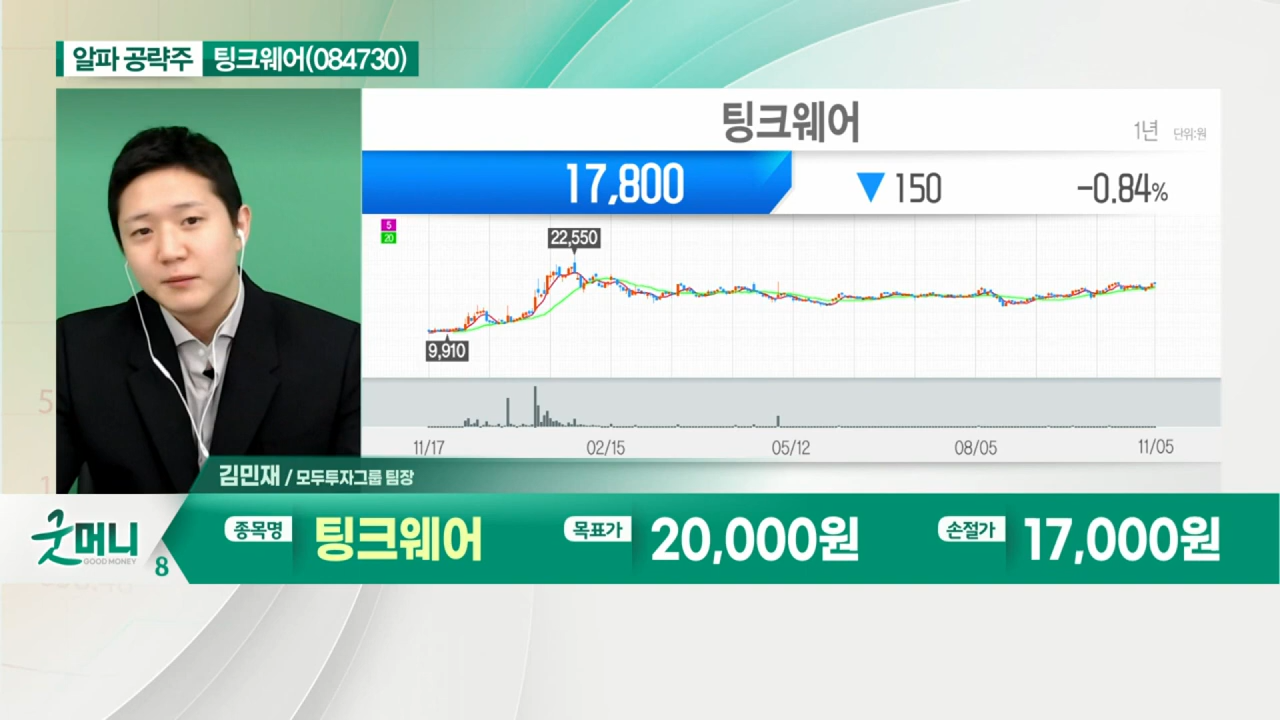 알파 공략주 팅크웨어(084730)
팅크웨어
1년 단위:원
17,800 ▼ 150 -0.84%
5
20
22,550
9,910
11/17 02/15 05/12 08/05 11/05
김민재 / 모두투자그룹 팀장
굿머니
GOOD MONEY
8
종목명 팅크웨어 목표가 20,000원 손절가 17,000원